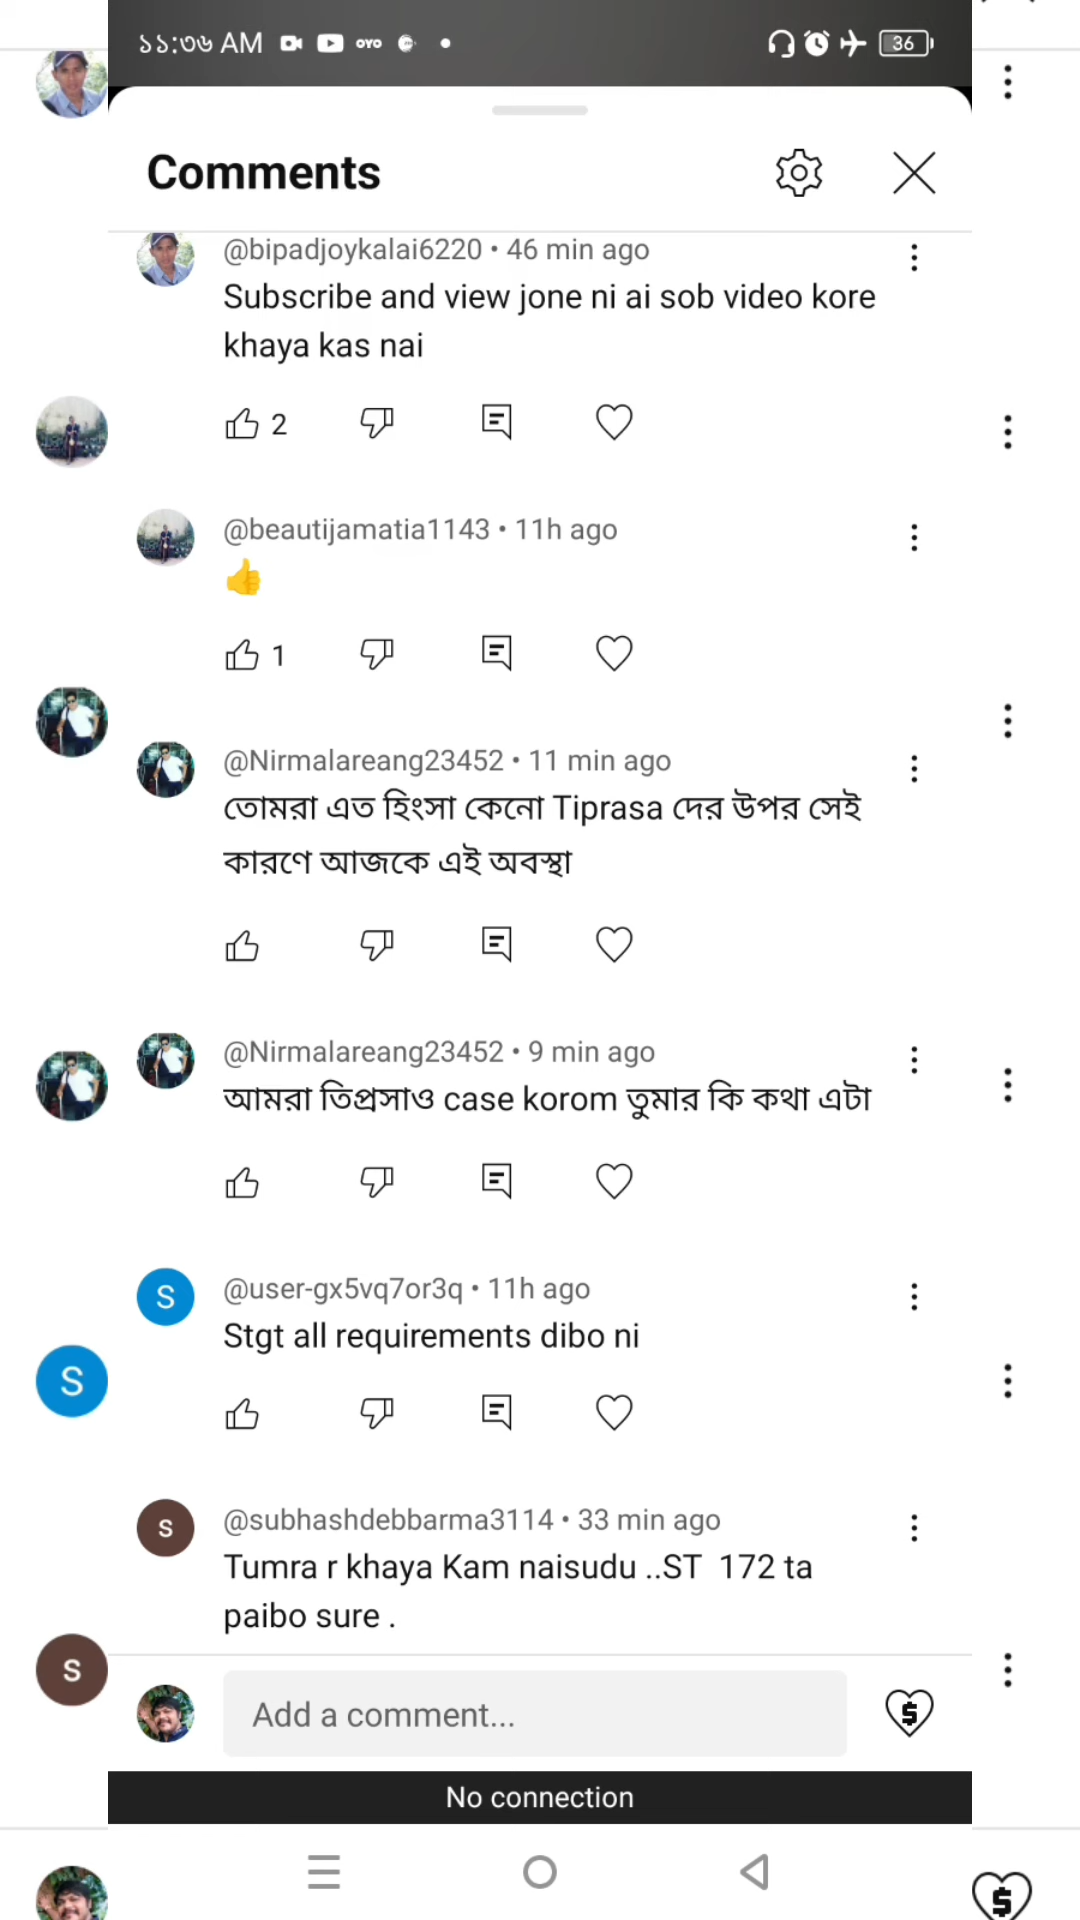 ১১:৩৬ AM
OYO
36
Comments
@bipadjoykalai6220 • 46 min ago
Subscribe and view jone ni ai sob video kore
khaya kas nai
2
@beautijamatia1143 • 11h ago
👍
1
@Nirmalareang23452 • 11 min ago
তোমরা এত হিংসা কেনো Tiprasa দের উপর সেই
কারণে আজকে এই অবস্থা
@Nirmalareang23452 • 9 min ago
আমরা তিপ্রসাও case korom তুমার কি কথা এটা
S
@user-gx5vq7or3q • 11h ago
Stgt all requirements dibo ni
S
s
@subhashdebbarma3114 • 33 min ago
Tumra r khaya Kam naisudu ..ST 172 ta
paibo sure .
s
Add a comment...
$
No connection
$